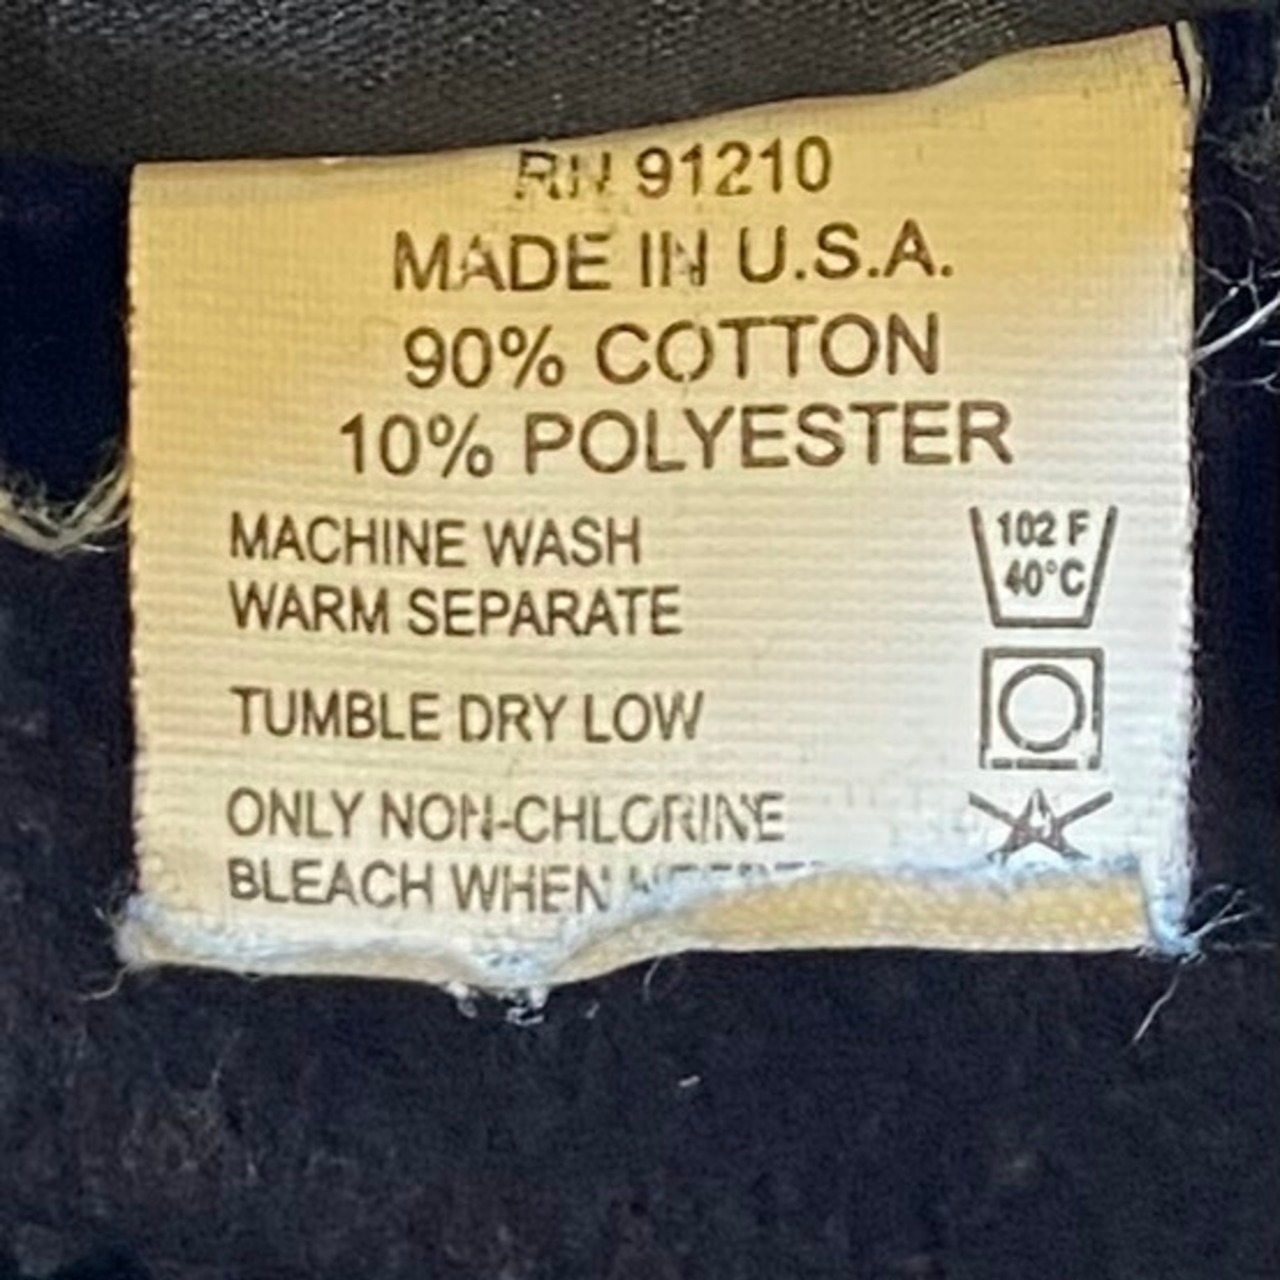 RN 91210
MADE IN U.S.A.
90% COTTON
10% POLYESTER
MACHINE WASH
WARM SEPARATE
102 F
40°C
TUMBLE DRY LOW
ONLY NON-CHLORINE
BLEACH WHEN